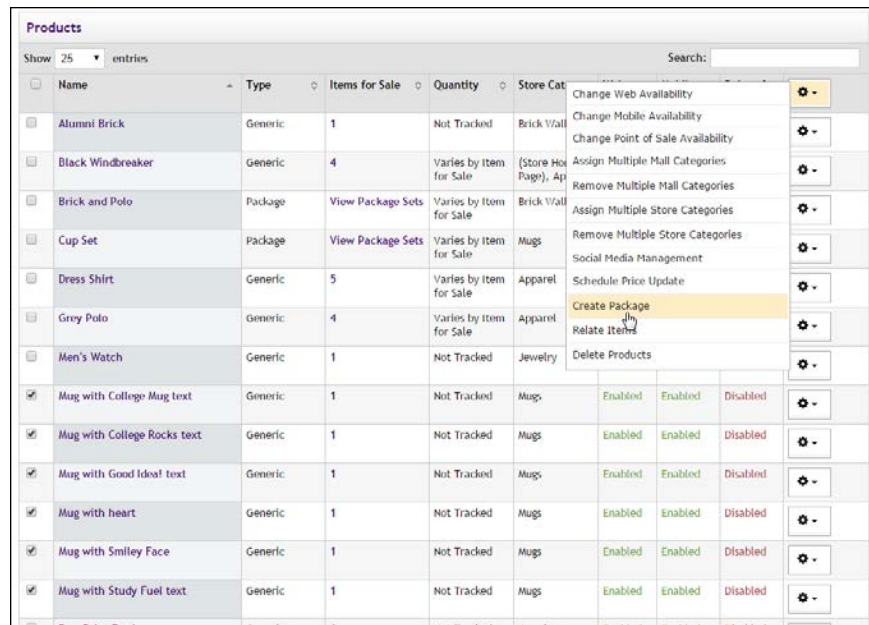 Products
Show 25 entries Search:
Name Type Items for Sale Quantity Store Cat
Change Web Availability
Change Mobile Availability
Change Point of Sale Availability
Assign Multiple Mall Categories
Remove Multiple Mall Categories
Assign Multiple Store Categories
Remove Multiple Store Categories
Social Media Management
Schedule Price Update
Create Package
Relate Items
Delete Products
Alumni Brick Generic 1 Not Tracked Brick Wall
Black Windbreaker Generic 4 Varies by Item (Store Ho
for Sale Page), Ap
Brick and Polo Package View Package Sets Varies by Item Brick Wall
for Sale
Cup Set Package View Package Sets Varies by Item Mugs
for Sale
Dress Shirt Generic 5 Varies by Item Apparel
for Sale
Grey Polo Generic 4 Varies by Item Apparel
for Sale
Men's Watch Generic 1 Not Tracked Jewelry
Mug with College Mug text Generic 1 Not Tracked Mugs Enabled Enabled Disabled
Mug with College Rocks text Generic 1 Not Tracked Mugs Enabled Enabled Disabled
Mug with Good Idea! text Generic 1 Not Tracked Mugs Enabled Enabled Disabled
Mug with heart Generic 1 Not Tracked Mugs Enabled Enabled Disabled
Mug with Smiley Face Generic 1 Not Tracked Mugs Enabled Enabled Disabled
Mug with Study Fuel text Generic 1 Not Tracked Mugs Enabled Enabled Disabled